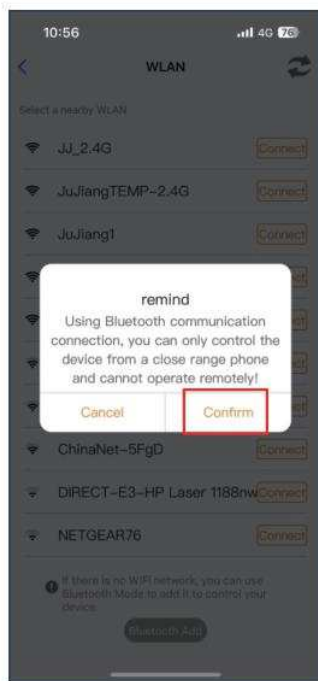 10:56
4G 76
WLAN
Select a nearby WLAN
JJ_2.4G Connect
JuJiangTEMP-2.4G Connect
JuJiang1 Connect
remind
Using Bluetooth communication
connection, you can only control the
device from a close range phone
and cannot operate remotely!
Cancel Confirm
ChinaNet-5FgD Connect
DIRECT-E3-HP Laser 1188nw Connect
NETGEAR76 Connect
If there is no WIFI network, you can use
Bluetooth Mode to add it to control your
device.
Bluetooth Add